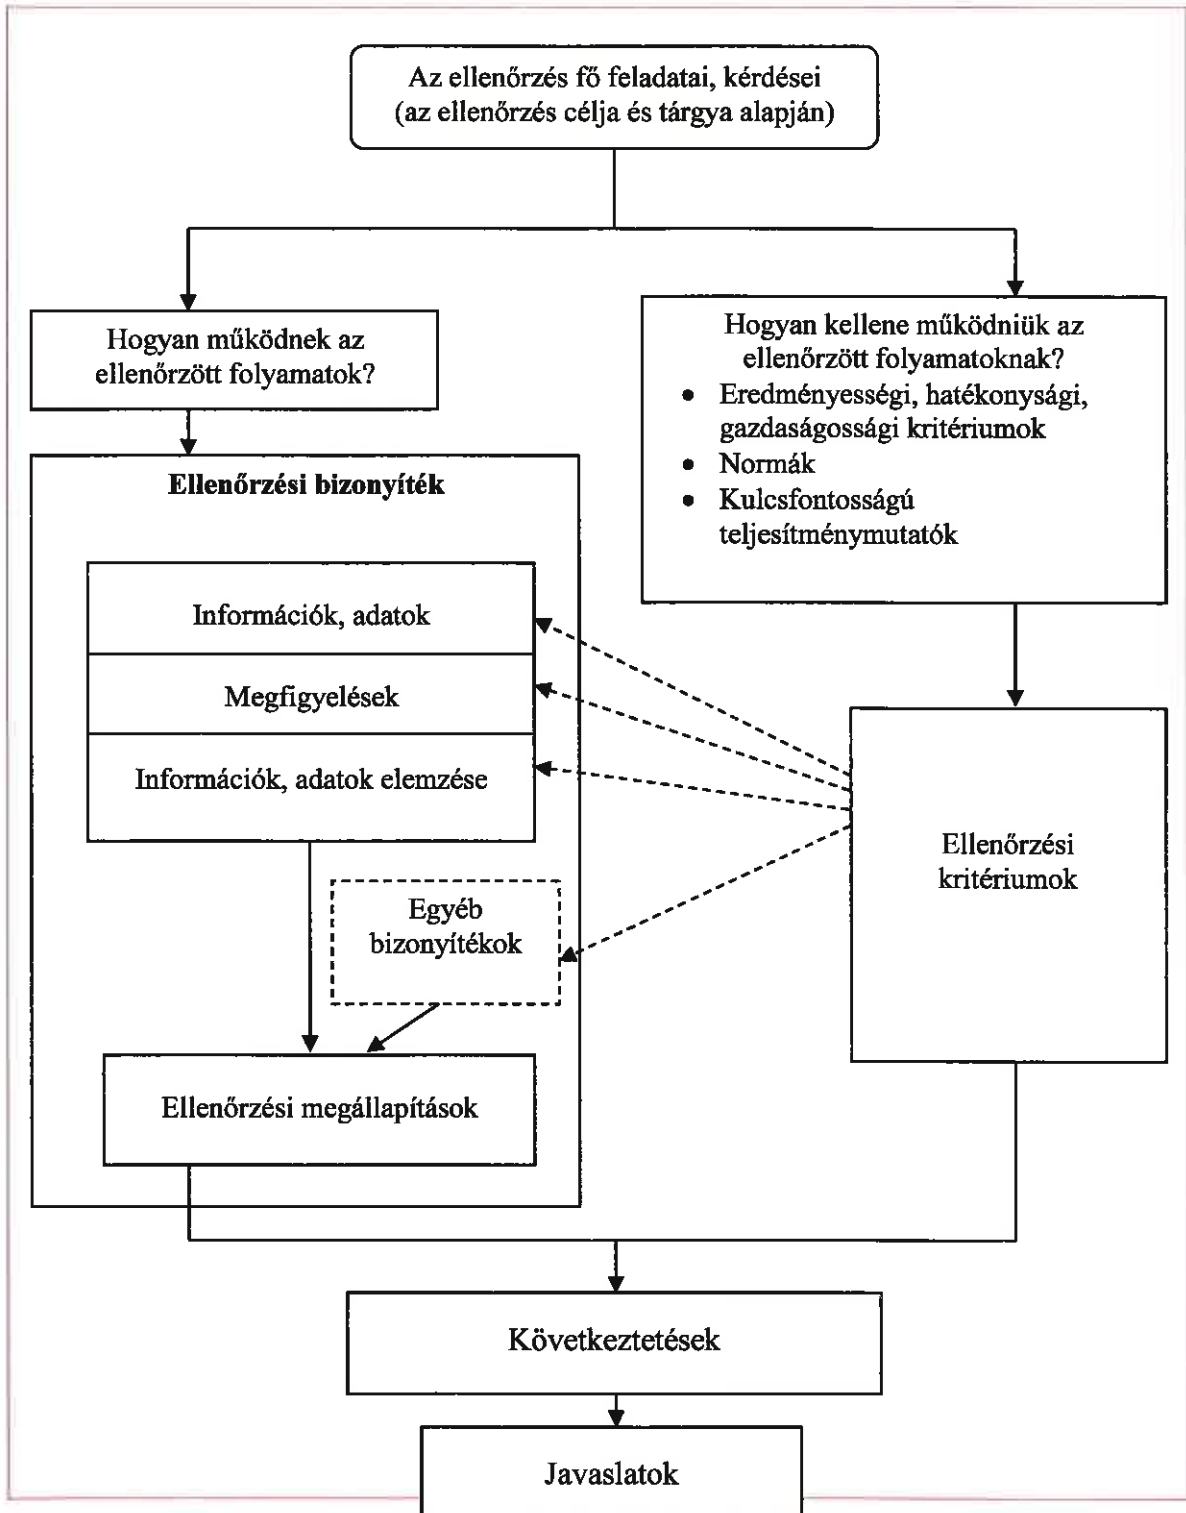 Az ellenőrzés fő feladatai, kérdései
(az ellenőrzés célja és tárgya alapján)
Hogyan működnek az
ellenőrzött folyamatok?
Hogyan kellene működniük az
ellenőrzött folyamatoknak?
• Eredményességi, hatékonysági,
gazdaságossági kritériumok
• Normák
• Kulcsfontosságú
teljesítménymutatók
Ellenőrzési bizonyíték
Információk, adatok
Megfigyelések
Információk, adatok elemzése
Egyéb
bizonyítékok
Ellenőrzési
kritériumok
Ellenőrzési megállapítások
Következtetések
Javaslatok